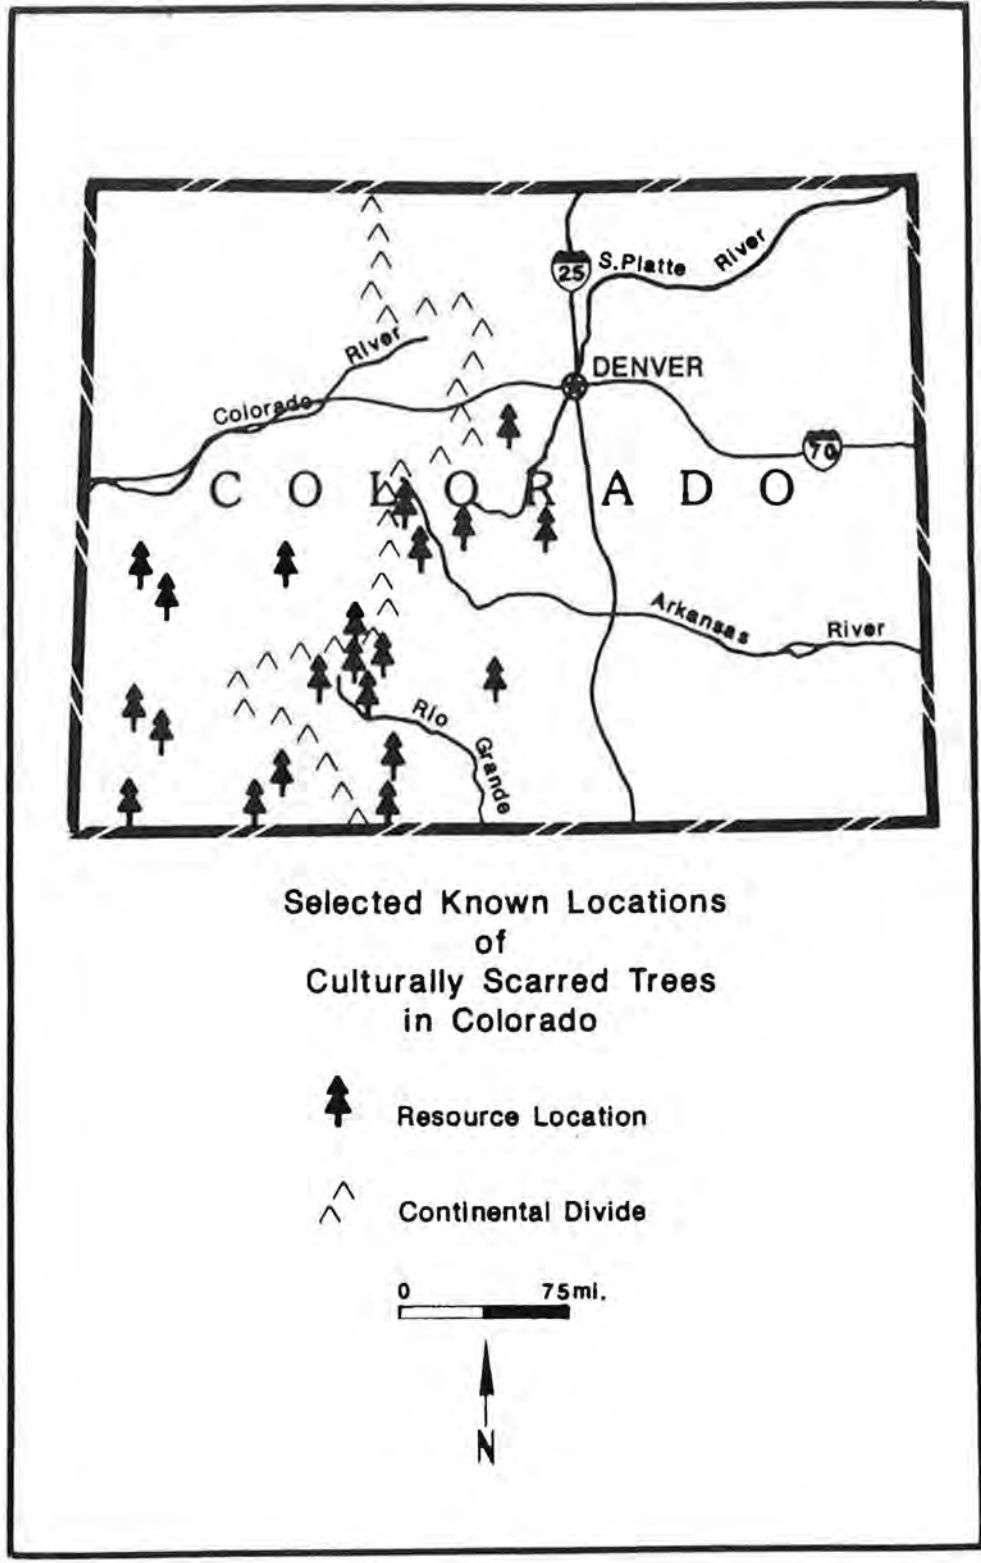 25
S. Platte River
DENVER
Colorado River
70
COLORADO
Arkansas River
Rio Grande
Selected Known Locations
of
Culturally Scarred Trees
in Colorado
Resource Location
Continental Divide
0 75mi.
N